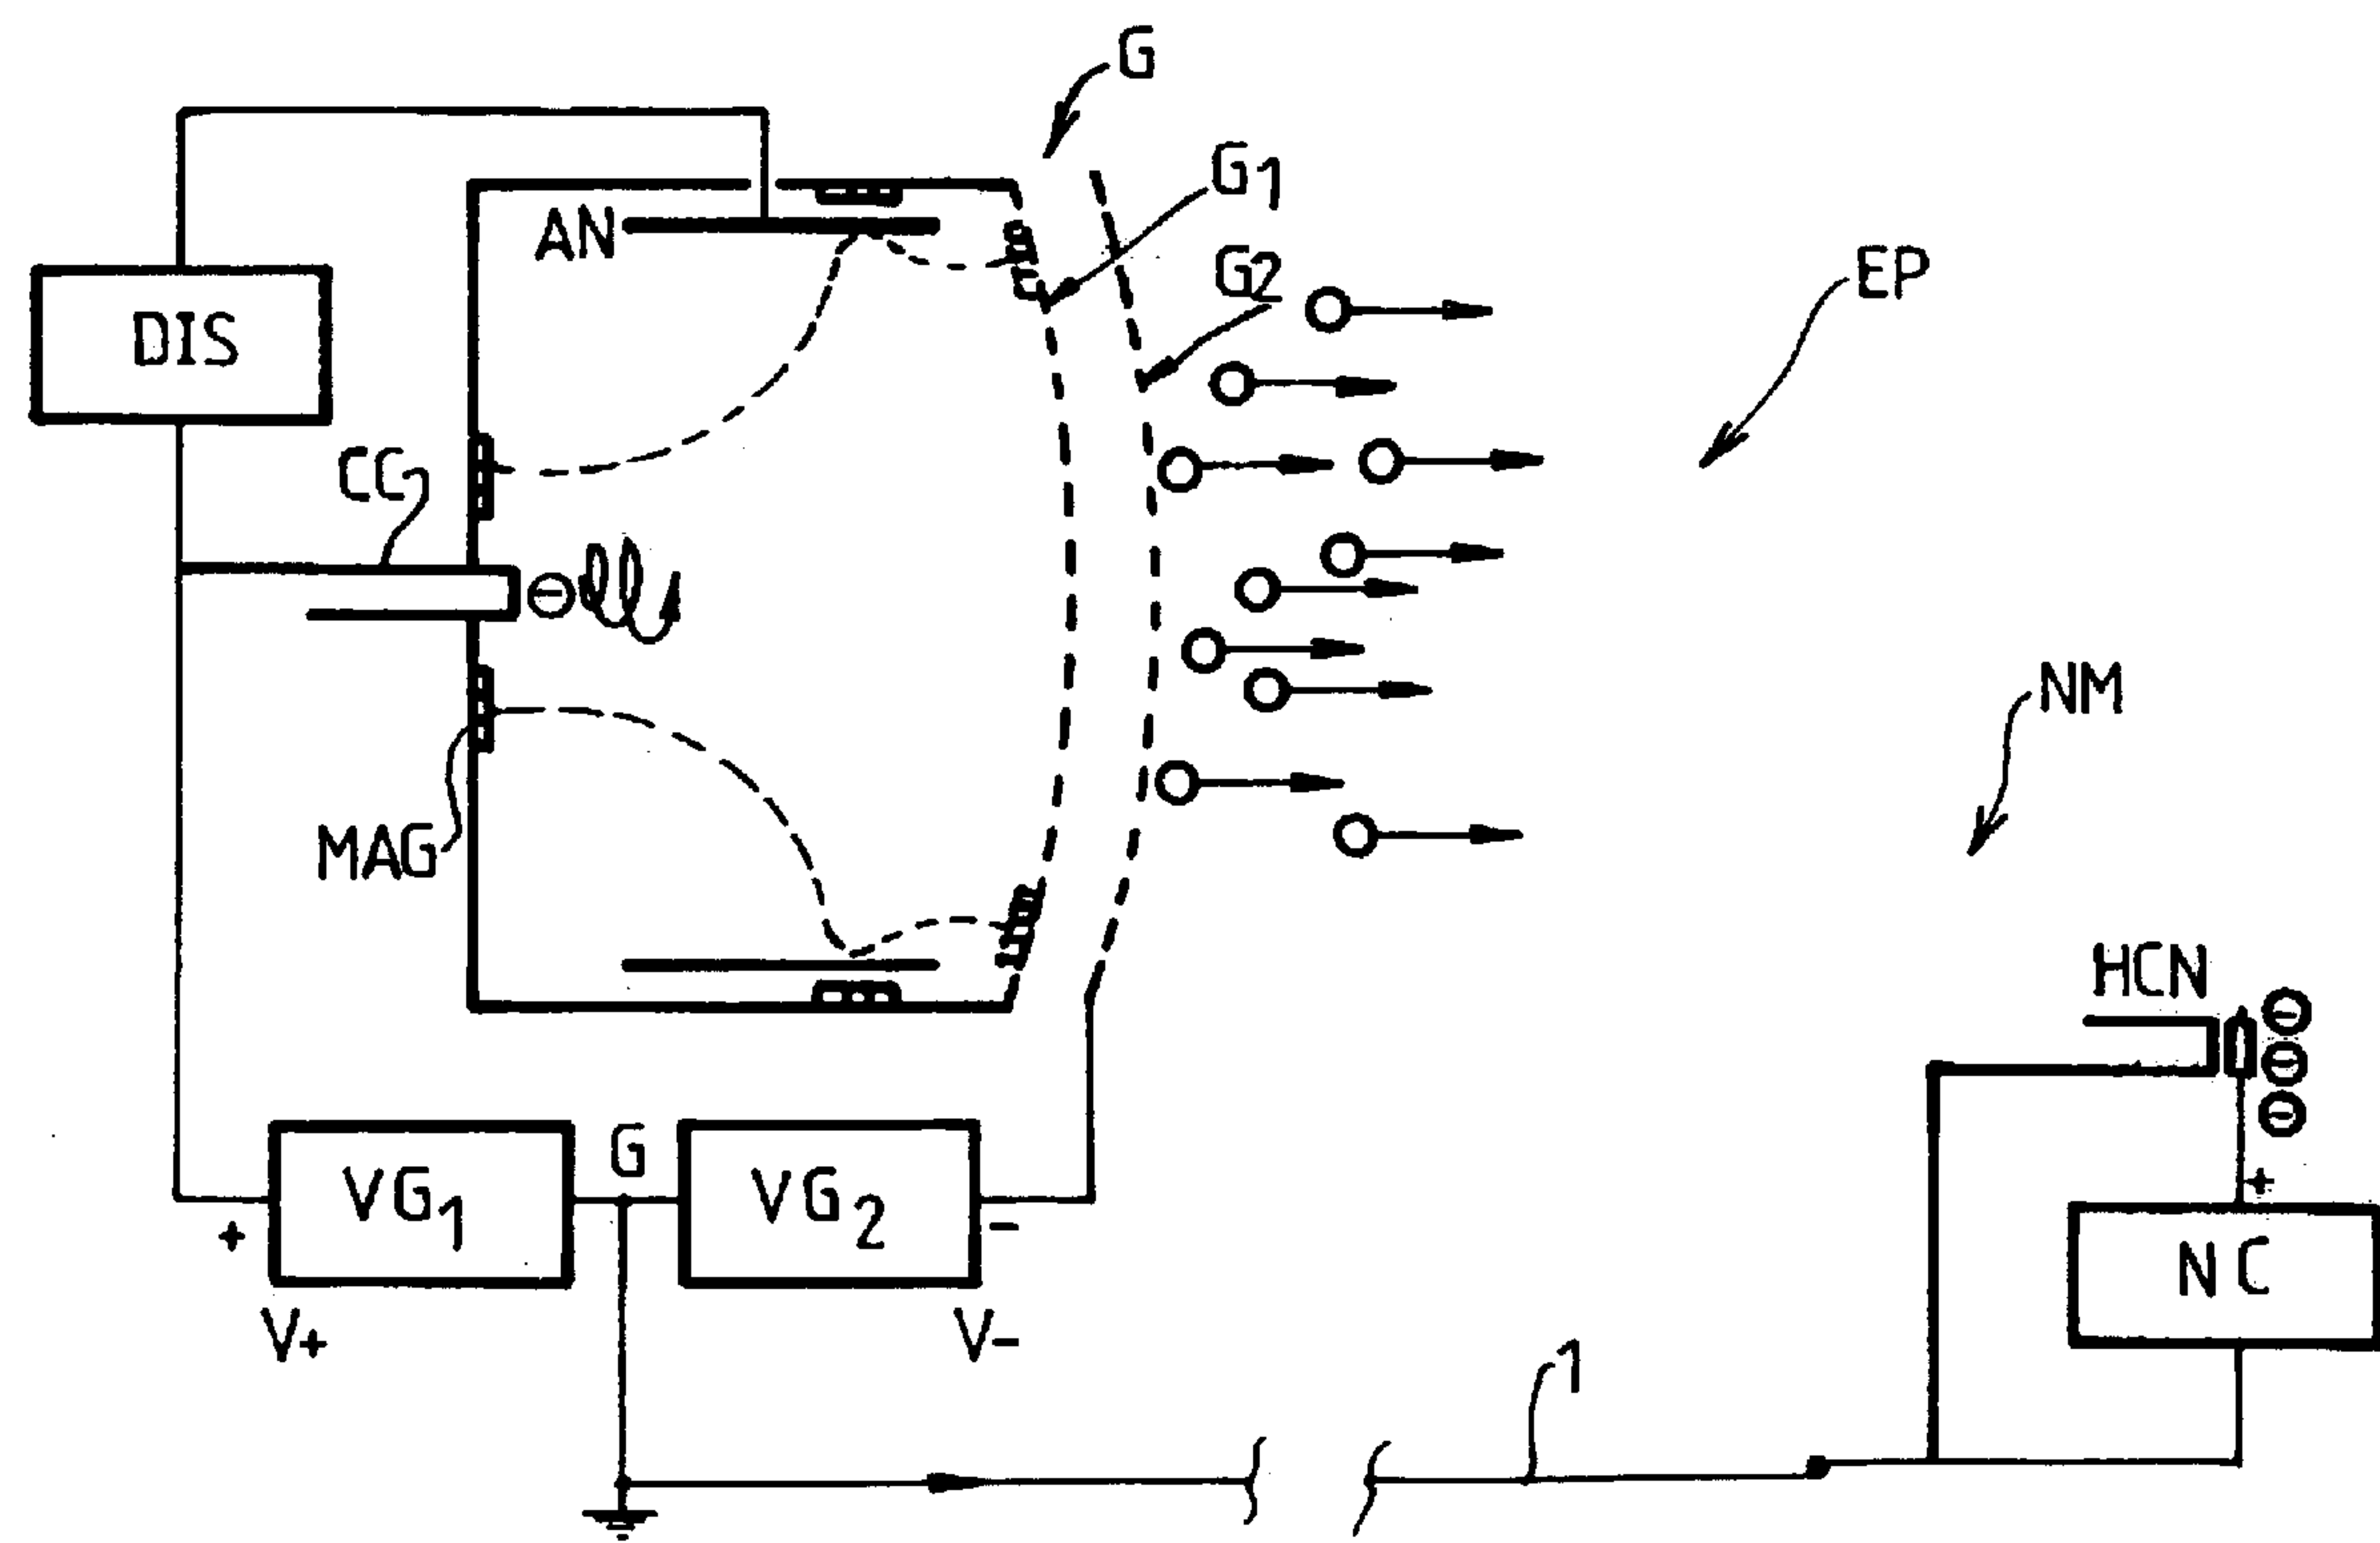 G
G1
AN
G2
EP
DIS
CC
NM
MAG
HCN
⊖
⊖
⊖
⊖
G
+
VG1
VG2
-
NC
+
V+
V-
1